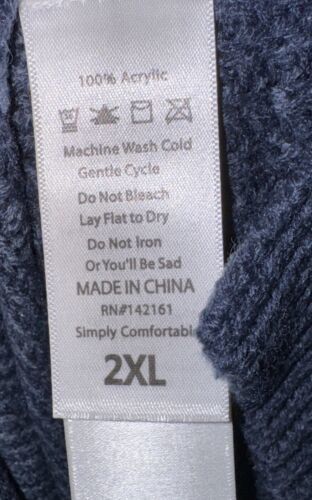 100% Acrylic
Machine Wash Cold
Gentle Cycle
Do Not Bleach
Lay Flat to Dry
Do Not Iron
Or You'll Be Sad
MADE IN CHINA
RN#142161
Simply Comfortable
2XL